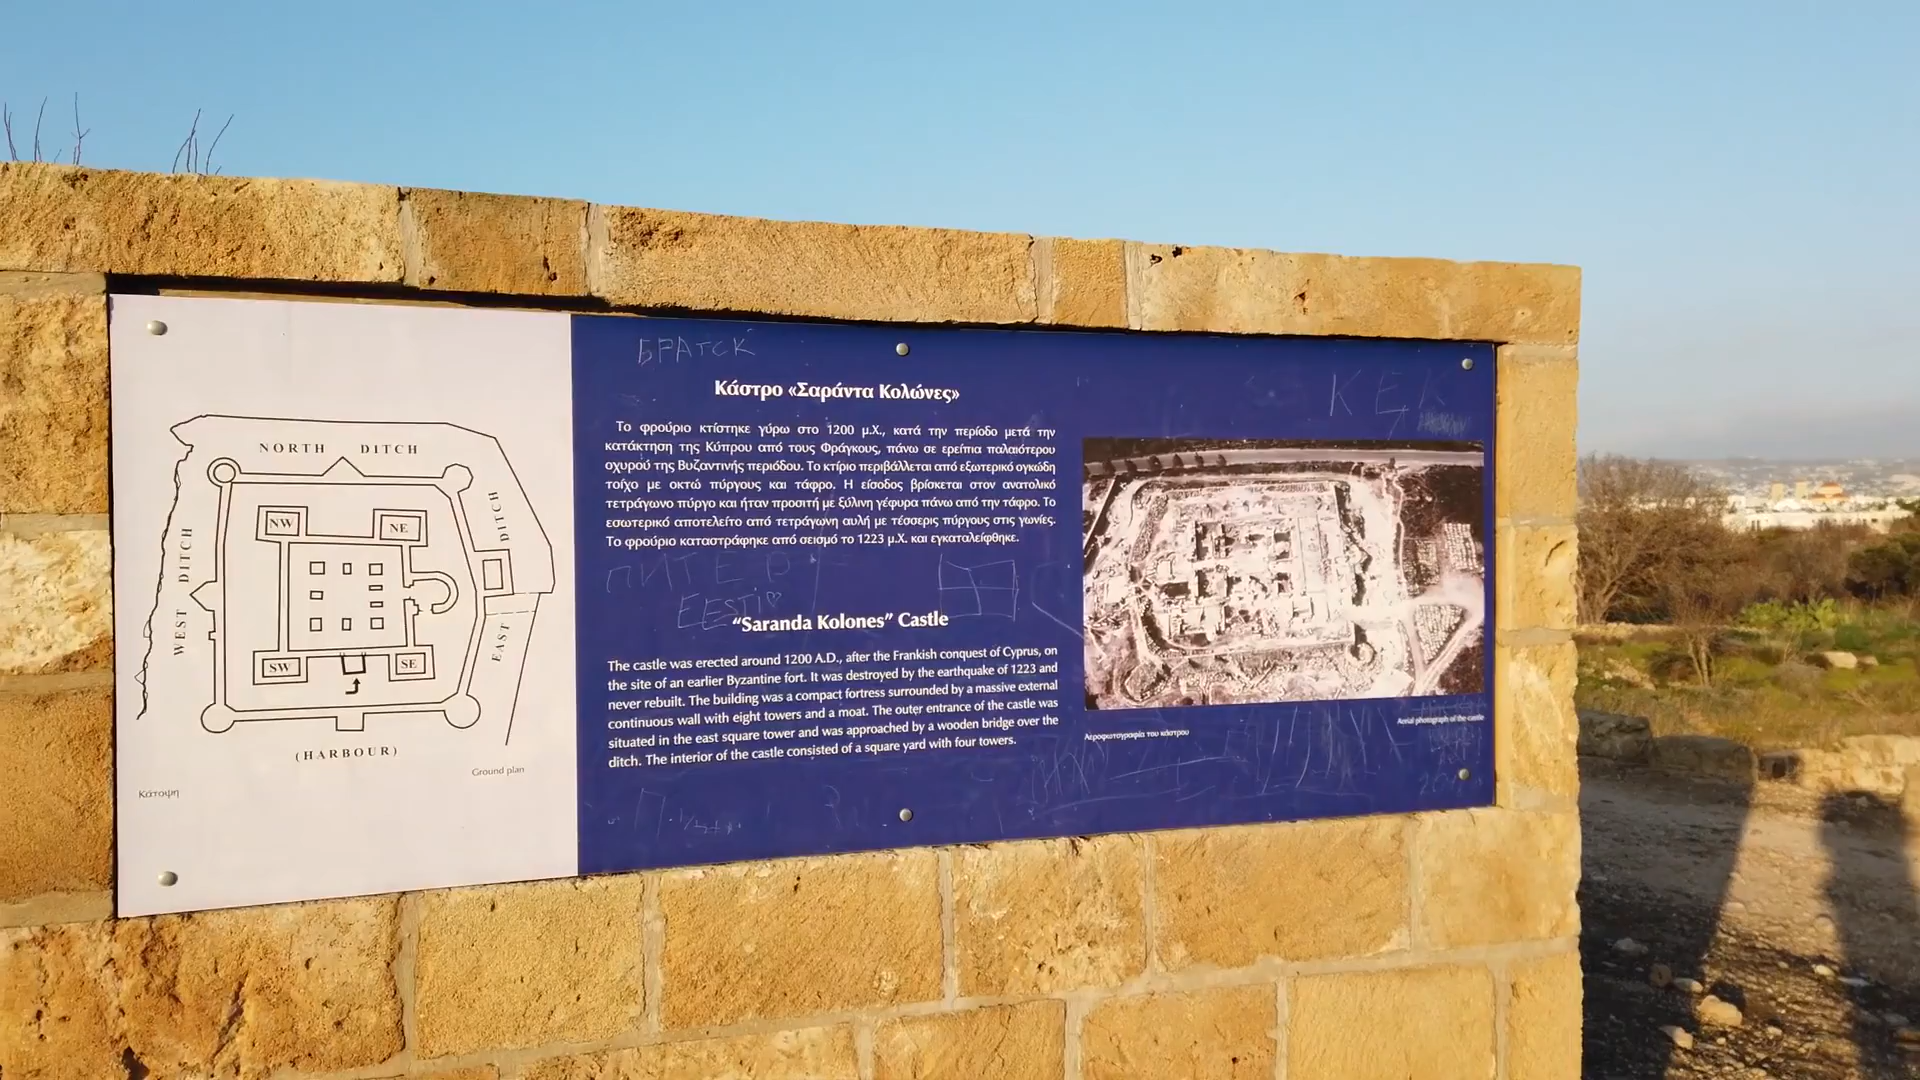 NORTH DITCH
WEST DITCH
EAST DITCH
NW
NE
SW
SE
(HARBOUR)
Κάτοψη
Ground plan
БРАТСК
Κάστρο «Σαράντα Κολώνες»
Το φρούριο κτίστηκε γύρω στο 1200 μ.Χ., κατά την περίοδο μετά την
κατάκτηση της Κύπρου από τους Φράγκους, πάνω σε ερείπια παλαιότερου
οχυρού της Βυζαντινής περιόδου. Το κτίριο περιβάλλεται από εξωτερικό ογκώδη
τοίχο με οκτώ πύργους και τάφρο. Η είσοδος βρίσκεται στον ανατολικό
τετράγωνο πύργο και ήταν προσιτή με ξύλινη γέφυρα πάνω από την τάφρο. Το
εσωτερικό αποτελείτο από τετράγωνη αυλή με τέσσερις πύργους στις γωνίες.
Το φρούριο καταστράφηκε από σεισμό το 1223 μ.Χ. και εγκαταλείφθηκε.
ПИТЕР
EESTI
“Saranda Kolones” Castle
The castle was erected around 1200 A.D., after the Frankish conquest of Cyprus, on
the site of an earlier Byzantine fort. It was destroyed by the earthquake of 1223 and
never rebuilt. The building was a compact fortress surrounded by a massive external
continuous wall with eight towers and a moat. The outer entrance of the castle was
situated in the east square tower and was approached by a wooden bridge over the
ditch. The interior of the castle consisted of a square yard with four towers.
КЕК
Αεροφωτογραφία του κάστρου
Aerial photograph of the castle